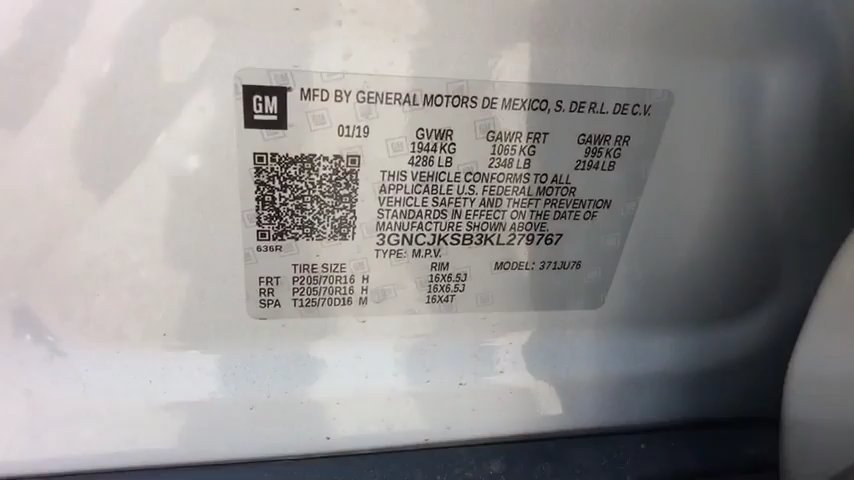 GM MFD BY GENERAL MOTORS DE MEXICO, S. DE R.L. DE C.V.
01/19 GVWR GAWR FRT GAWR RR
1944 KG 1065 KG 995 KG
4286 LB 2348 LB 2194 LB
THIS VEHICLE CONFORMS TO ALL
APPLICABLE U.S. FEDERAL MOTOR
VEHICLE SAFETY AND THEFT PREVENTION
STANDARDS IN EFFECT ON THE DATE OF
MANUFACTURE SHOWN ABOVE.
636R 3GNCJKSB3KL279767
TYPE: M.P.V. MODEL: 371JU76
TIRE SIZE RIM
FRT P205/70R16 H 16X6.5J
RR P205/70R16 H 16X6.5J
SPA T125/70D16 M 16X4T